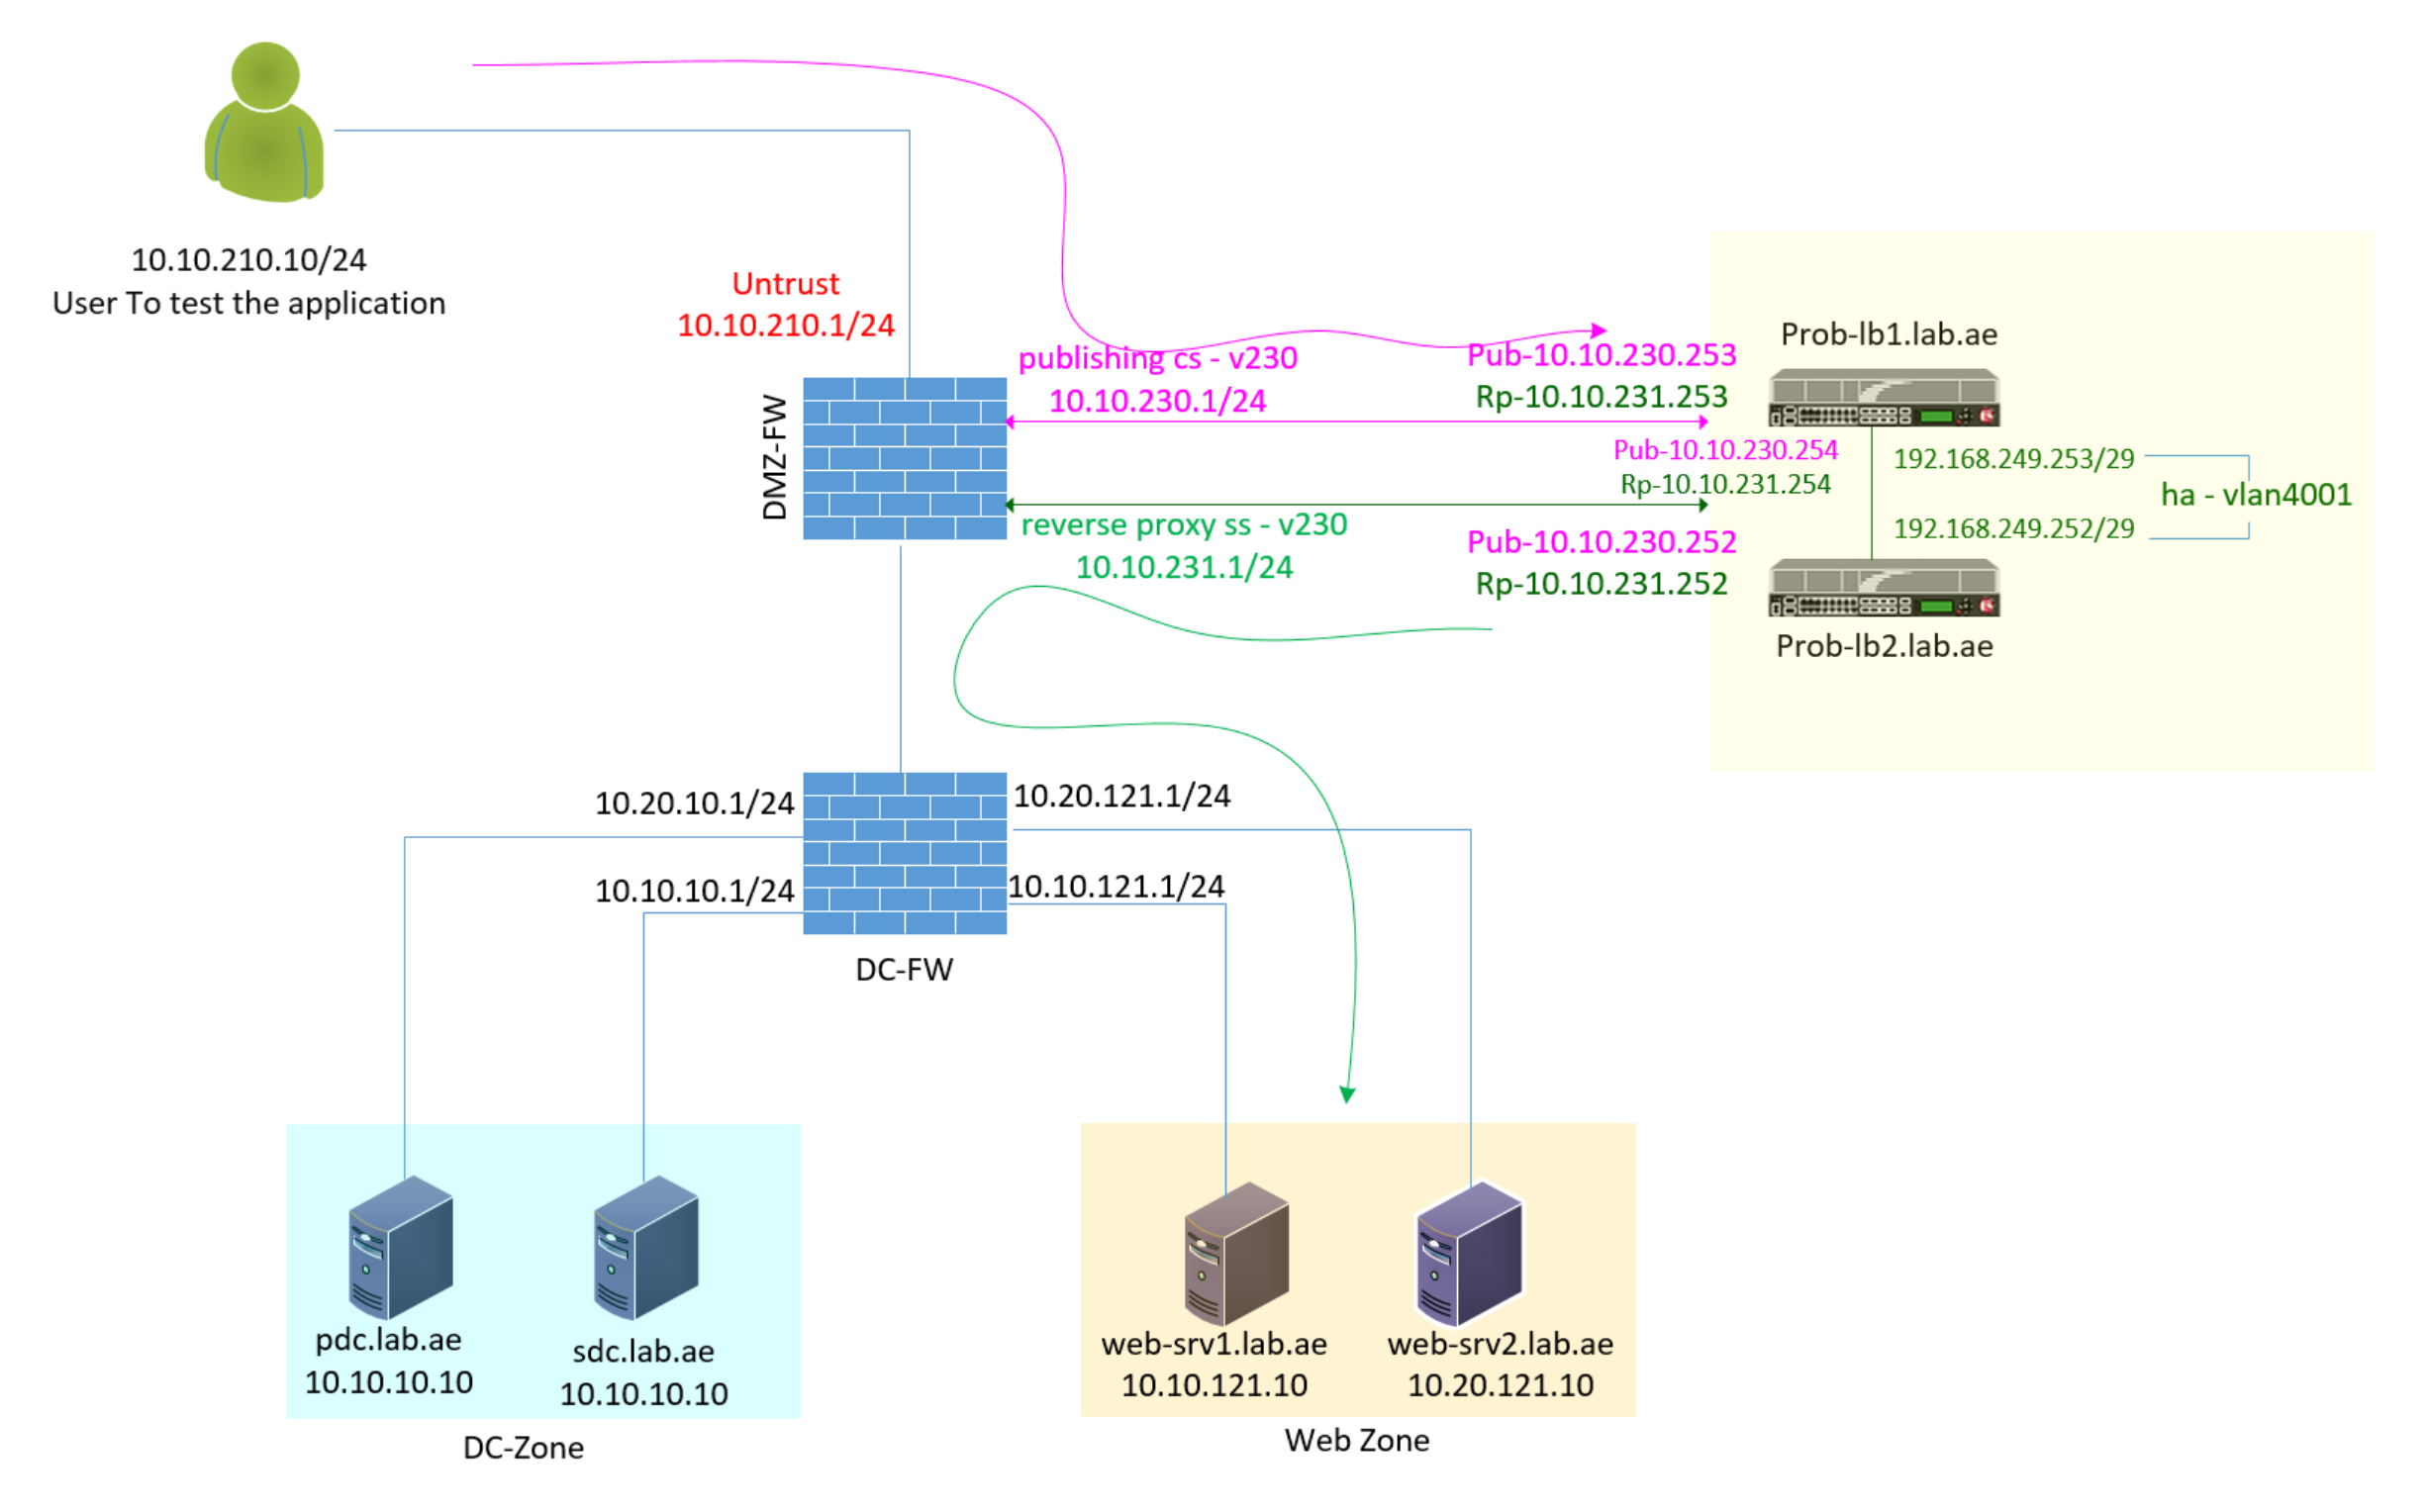 10.10.210.10/24
User To test the application
Untrust
10.10.210.1/24
DMZ-FW
publishing cs - v230
10.10.230.1/24
Pub-10.10.230.253
Rp-10.10.231.253
Prob-lb1.lab.ae
Pub-10.10.230.254
Rp-10.10.231.254
192.168.249.253/29
ha - vlan4001
192.168.249.252/29
reverse proxy ss - v230
10.10.231.1/24
Pub-10.10.230.252
Rp-10.10.231.252
Prob-lb2.lab.ae
10.20.10.1/24
10.20.121.1/24
10.10.10.1/24
10.10.121.1/24
DC-FW
pdc.lab.ae
10.10.10.10
sdc.lab.ae
10.10.10.10
DC-Zone
web-srv1.lab.ae
10.10.121.10
web-srv2.lab.ae
10.20.121.10
Web Zone